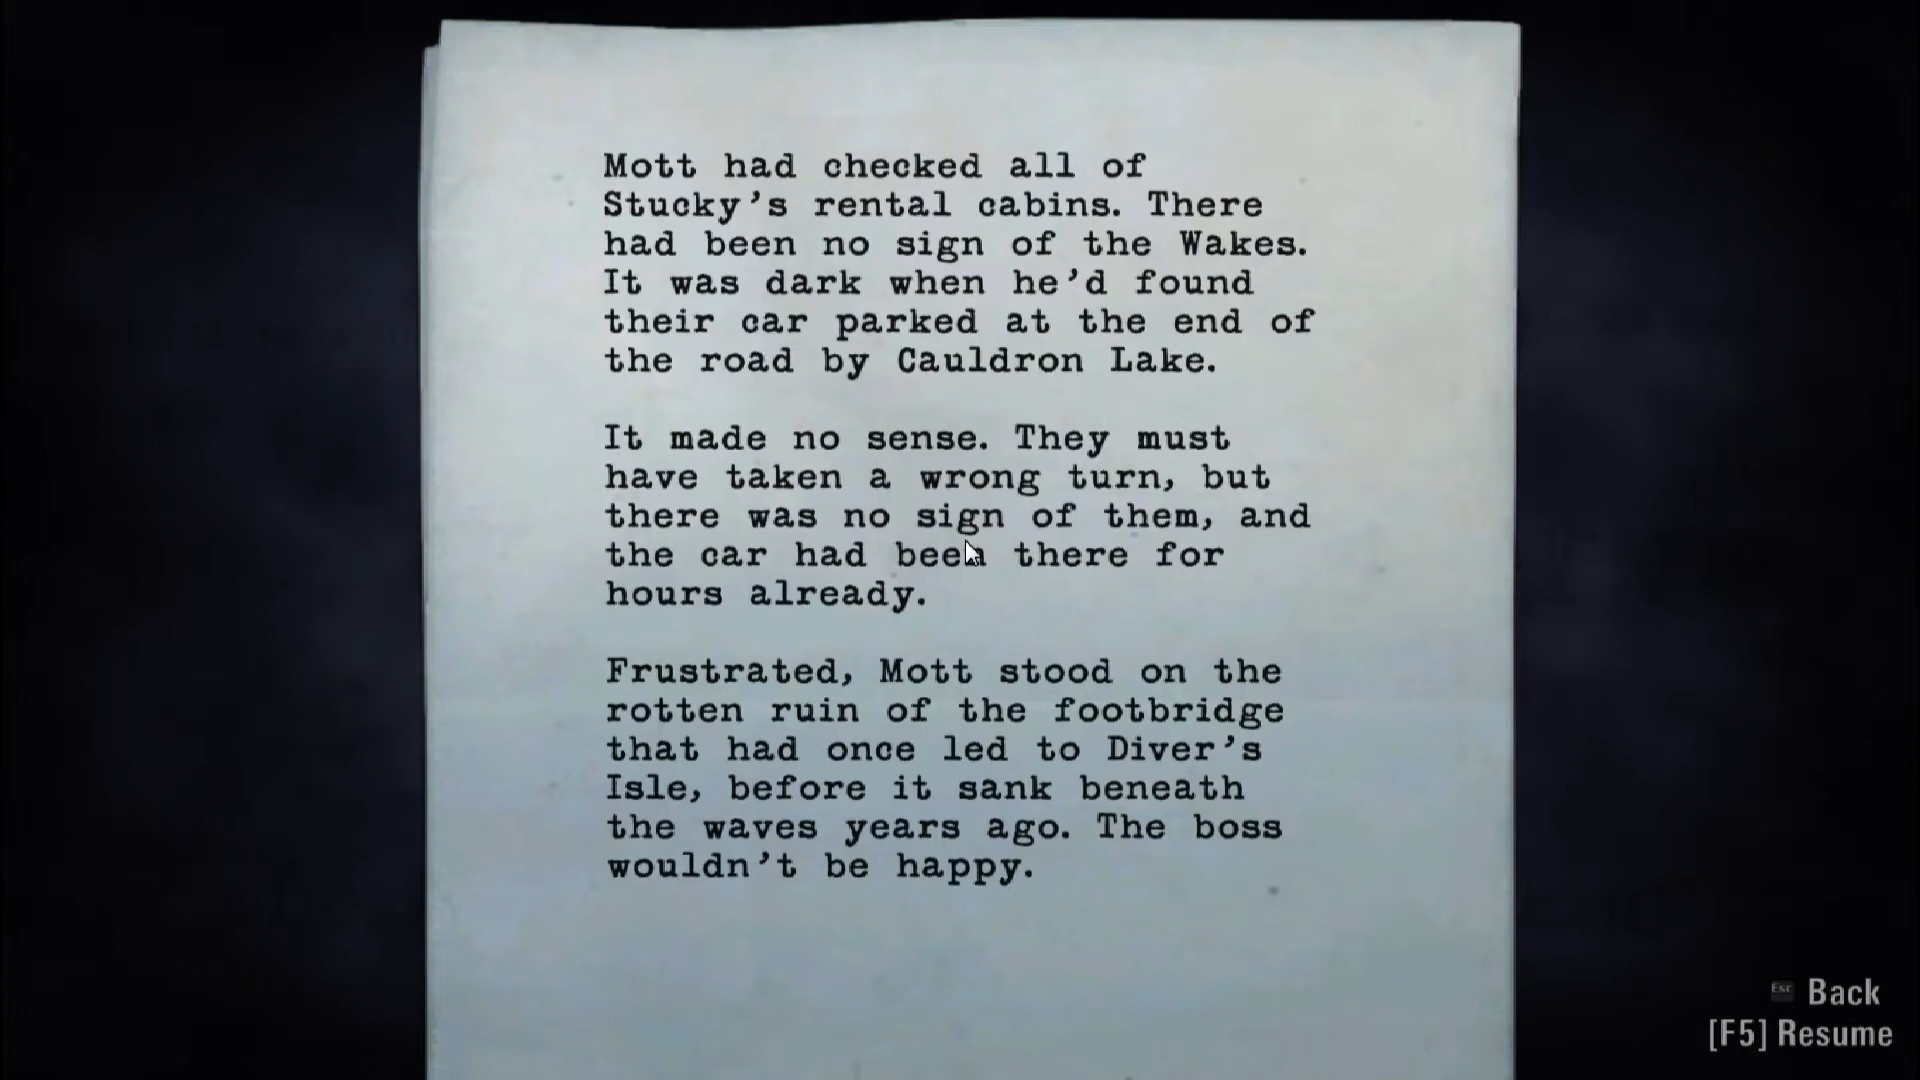 Mott had checked all of
Stucky's rental cabins. There
had been no sign of the Wakes.
It was dark when he'd found
their car parked at the end of
the road by Cauldron Lake.
It made no sense. They must
have taken a wrong turn, but
there was no sign of them, and
the car had been there for
hours already.
Frustrated, Mott stood on the
rotten ruin of the footbridge
that had once led to Diver's
Isle, before it sank beneath
the waves years ago. The boss
wouldn't be happy.
Esc Back
[F5] Resume